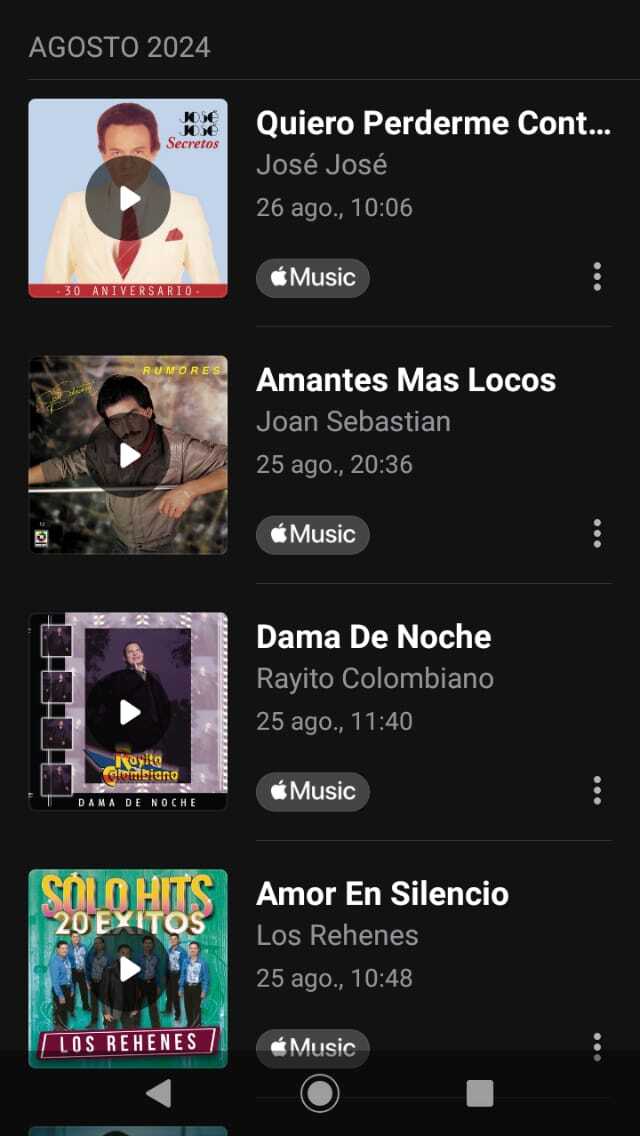 AGOSTO 2024
JOSÉ
JOSÉ
Secretos
-30 ANIVERSARIO-
Quiero Perderme Cont...
José José
26 ago., 10:06
Music
RUMORES
Amantes Mas Locos
Joan Sebastian
25 ago., 20:36
Music
Rayito
Colombiano
DAMA DE NOCHE
Dama De Noche
Rayito Colombiano
25 ago., 11:40
Music
SÓLO HITS
20 ÉXITOS
LOS REHENES
Amor En Silencio
Los Rehenes
25 ago., 10:48
Music